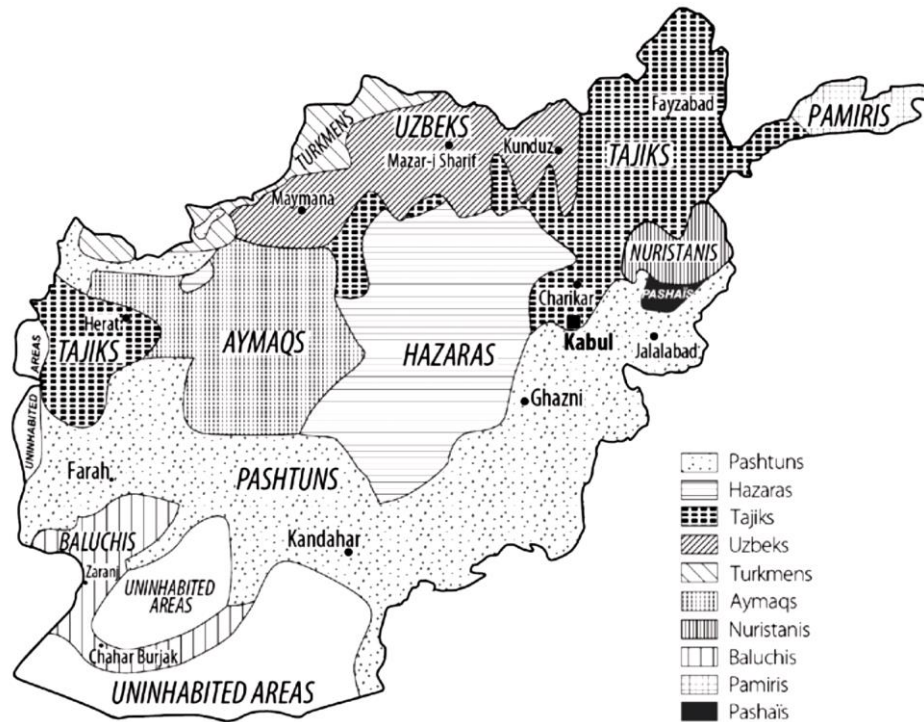 Fayzabad
PAMIRIS
UZBEKS
TURKMENS
Mazar-i Sharif
Kunduz
TAJIKS
Maymana
NURISTANIS
PASHAÏS
Charikar
Herat
TAJIKS
AYMAQS
HAZARAS
Kabul
Jalalabad
UNINHABITED AREAS
Ghazni
Farah
PASHTUNS
Kandahar
BALUCHIS
Zaranj
UNINHABITED
AREAS
Chahar Burjak
UNINHABITED AREAS
Pashtuns
Hazaras
Tajiks
Uzbeks
Turkmens
Aymaqs
Nuristanis
Baluchis
Pamiris
Pashaïs